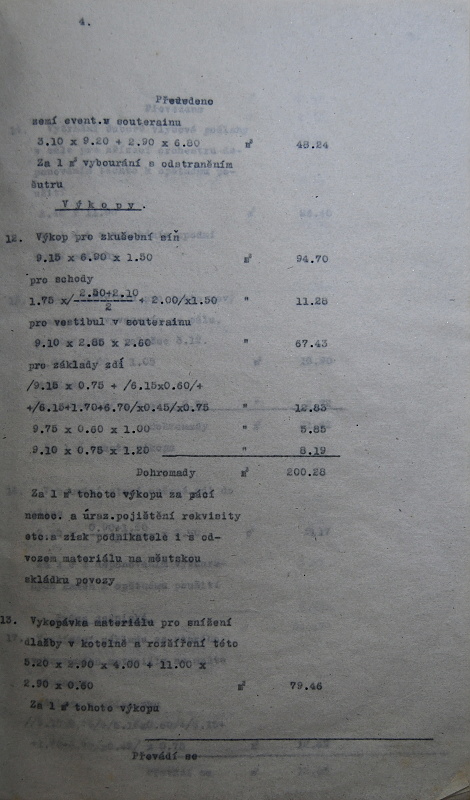 4.
Předvedeno
zemí event.v souterainu
3.10 x 9.20 + 2.90 x 6.80 m² 48.24
Za 1 m² vybourání s odstraněním
šutru
Výkopy.
12. Výkop pro zkušební síň
9.15 x 6.90 x 1.50 m³ 94.70
pro schody
1.75 x/ 2.50+2.10 / 2 + 2.00/x1.50 " 11.28
pro vestibul v souterainu
9.10 x 2.85 x 2.60 " 67.43
pro základy zdí
/9.15 x 0.75 + /6.15x0.60/+
+/6.15+1.70+6.70/x0.45/x0.75 " 12.83
9.75 x 0.60 x 1.00 " 5.85
9.10 x 0.75 x 1.20 " 8.19
Dohromady m³ 200.28
Za 1 m³ tohoto výkopu za prácí
nemoc. a úraz.pojištění rekvisity
etc.a zisk podnikatele i s od-
vozem materiálu na městskou
skládku povozy
13. Vykopávka materiálu pro snížení
dlažby v kotelně a rozšíření této
5.20 x 2.90 x 4.00 + 11.00 x
2.90 x 0.60 m³ 79.46
Za 1 m³ tohoto výkopu
Převádí se